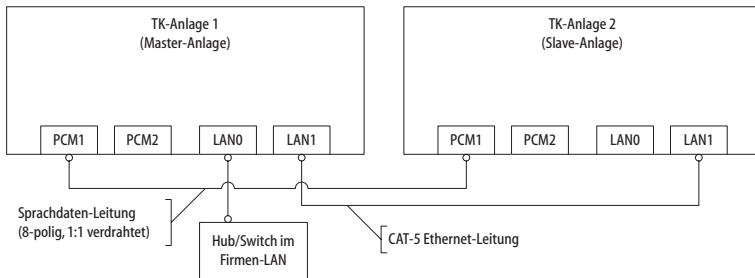 TK-Anlage 1
(Master-Anlage)
TK-Anlage 2
(Slave-Anlage)
PCM1
PCM2
LAN0
LAN1
PCM1
PCM2
LAN0
LAN1
Sprachdaten-Leitung
(8-polig, 1:1 verdrahtet)
Hub/Switch im
Firmen-LAN
CAT-5 Ethernet-Leitung